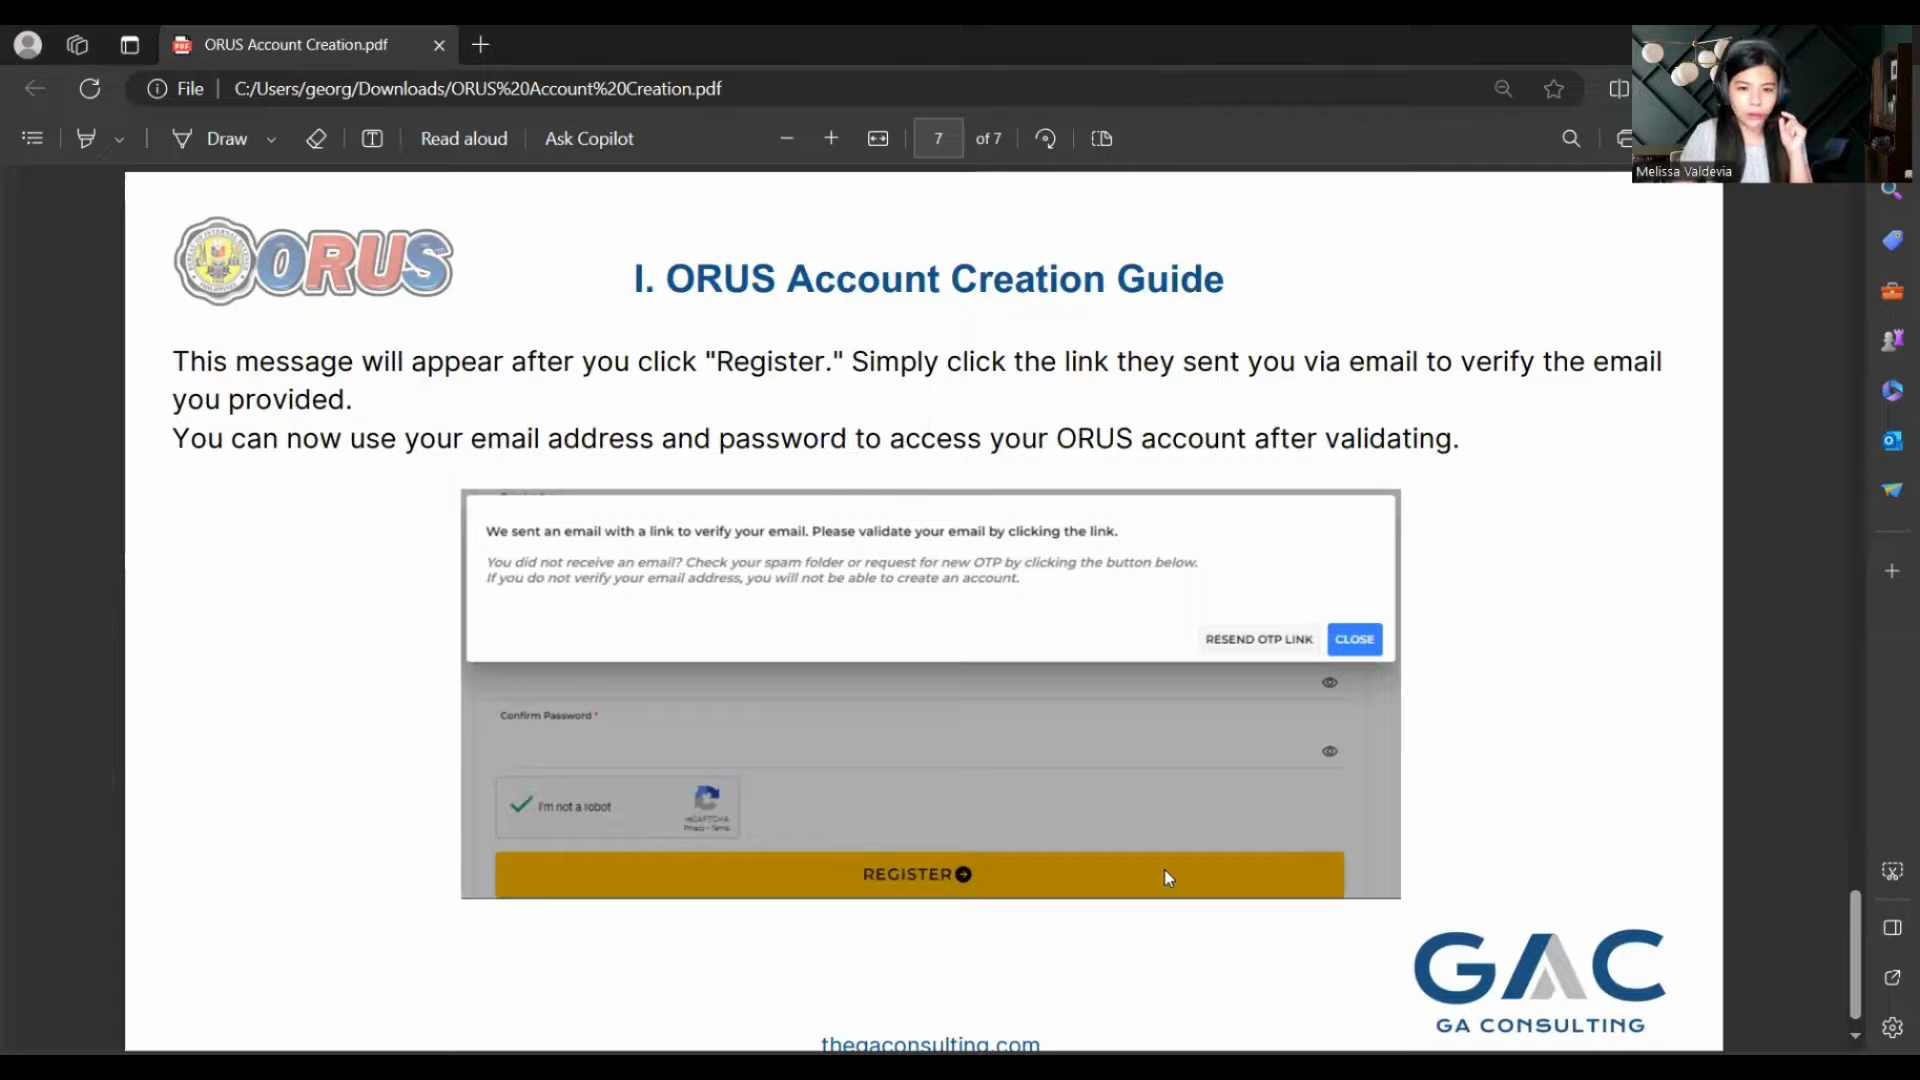 ORUS Account Creation.pdf
File
C:/Users/georg/Downloads/ORUS%20Account%20Creation.pdf
Draw
Read aloud
Ask Copilot
7
of 7
Melissa Valdevia
ORUS
I. ORUS Account Creation Guide
This message will appear after you click "Register." Simply click the link they sent you via email to verify the email
you provided.
You can now use your email address and password to access your ORUS account after validating.
We sent an email with a link to verify your email. Please validate your email by clicking the link.
You did not receive an email? Check your spam folder or request for new OTP by clicking the button below.
If you do not verify your email address, you will not be able to create an account.
RESEND OTP LINK
CLOSE
Confirm Password *
I'm not a robot
reCAPTCHA
Privacy - Terms
REGISTER
GAC
GA CONSULTING
thegaconsulting.com